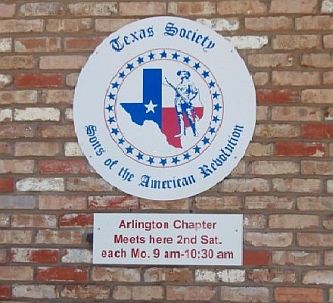 Texas Society
Sons of the American Revolution
Arlington Chapter
Meets here 2nd Sat.
each Mo. 9 am-10:30 am